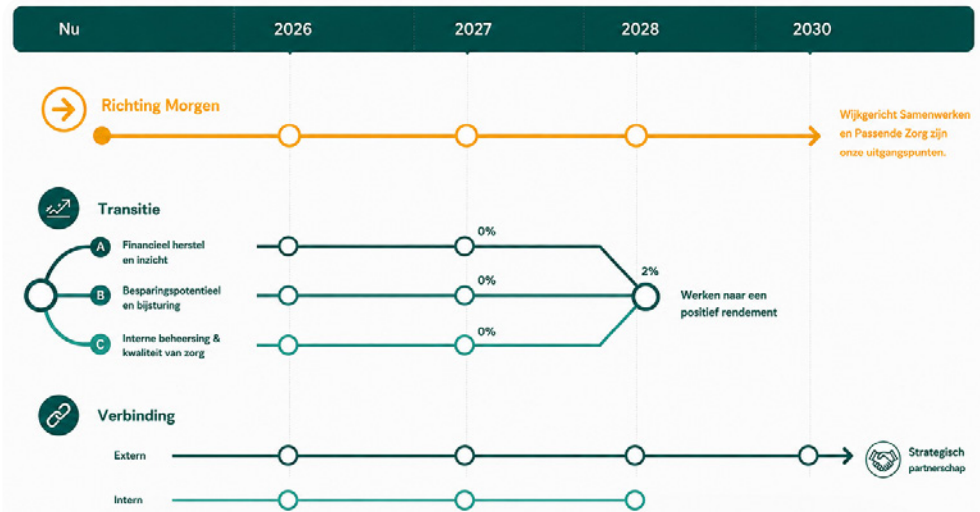 Nu 2026 2027 2028 2030
Richting Morgen
Wijkgericht Samenwerken
en Passende Zorg zijn
onze uitgangspunten.
Transitie
A Financieel herstel
en inzicht
0%
B Besparingspotentieel
en bijsturing
0%
2%
Werken naar een
positief rendement
C Interne beheersing &
kwaliteit van zorg
0%
Verbinding
Extern
Strategisch
partnerschap
Intern